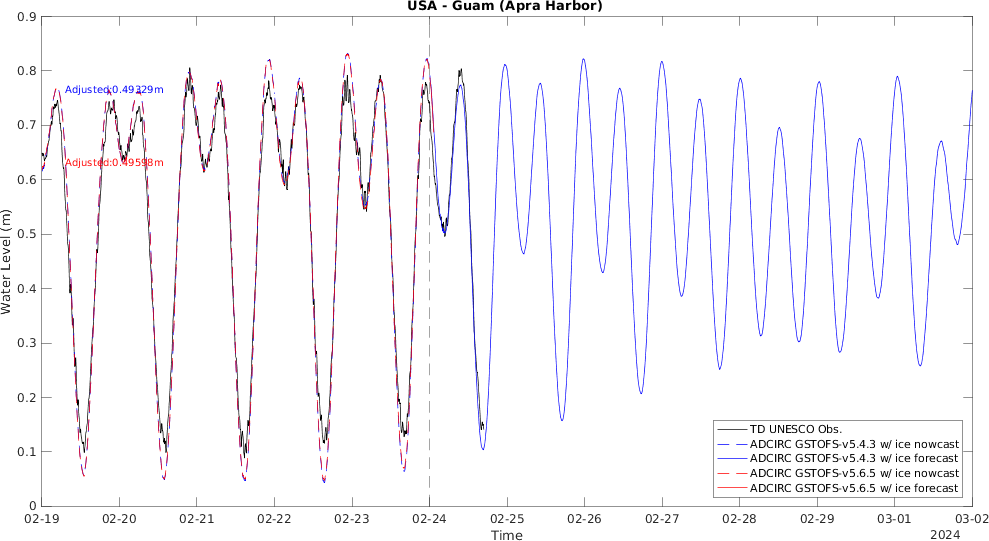 USA - Guam (Apra Harbor)
0.9
0.8
0.7
0.6
0.5
0.4
0.3
0.2
0.1
0
Water Level (m)
Adjusted:0.49329m
Adjusted:0.49598m
TD UNESCO Obs.
ADCIRC GSTOFS-v5.4.3 w/ ice nowcast
ADCIRC GSTOFS-v5.4.3 w/ ice forecast
ADCIRC GSTOFS-v5.6.5 w/ ice nowcast
ADCIRC GSTOFS-v5.6.5 w/ ice forecast
02-19 02-20 02-21 02-22 02-23 02-24 02-25 02-26 02-27 02-28 02-29 03-01 03-02
Time
2024